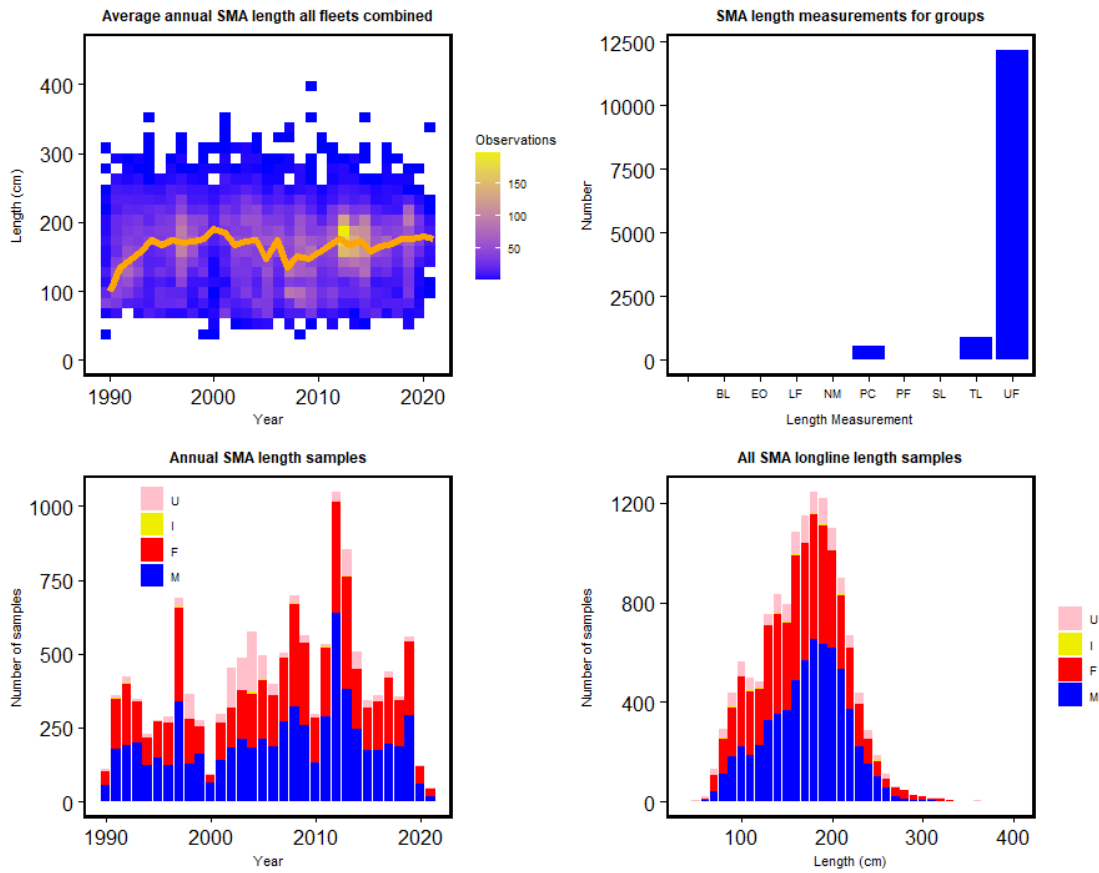 Average annual SMA length all fleets combined
Length (cm)
400
300
200
100
0
1990 2000 2010 2020
Year
Observations
150
100
50
SMA length measurements for groups
Number
12500
10000
7500
5000
2500
0
BL EO LF NM PC PF SL TL UF
Length Measurement
Annual SMA length samples
Number of samples
1000
750
500
250
0
U
I
F
M
1990 2000 2010 2020
Year
All SMA longline length samples
Number of samples
1200
800
400
0
100 200 300 400
Length (cm)
U
I
F
M